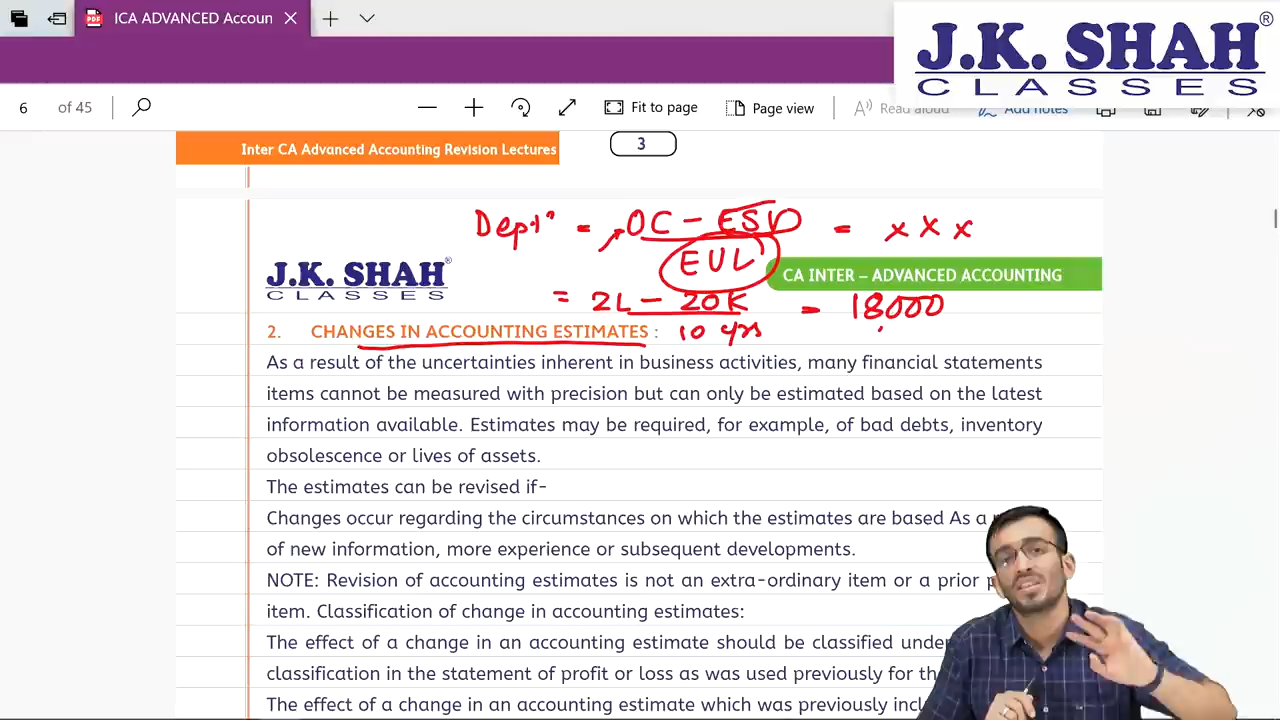 ICA ADVANCED Accoun
J.K. SHAH®
CLASSES
6 of 45
Fit to page
Page view
Read aloud
Add notes
Inter CA Advanced Accounting Revision Lectures
3
Deptn = OC - ESV = x x x
EUL
J.K. SHAH®
CLASSES
CA INTER – ADVANCED ACCOUNTING
= 2L - 20K = 18000
10 yrs
2. CHANGES IN ACCOUNTING ESTIMATES :
As a result of the uncertainties inherent in business activities, many financial statements
items cannot be measured with precision but can only be estimated based on the latest
information available. Estimates may be required, for example, of bad debts, inventory
obsolescence or lives of assets.
The estimates can be revised if-
Changes occur regarding the circumstances on which the estimates are based As a
of new information, more experience or subsequent developments.
NOTE: Revision of accounting estimates is not an extra-ordinary item or a prior
item. Classification of change in accounting estimates:
The effect of a change in an accounting estimate should be classified
classification in the statement of profit or loss as was used previously for
The effect of a change in an accounting estimate which was previously